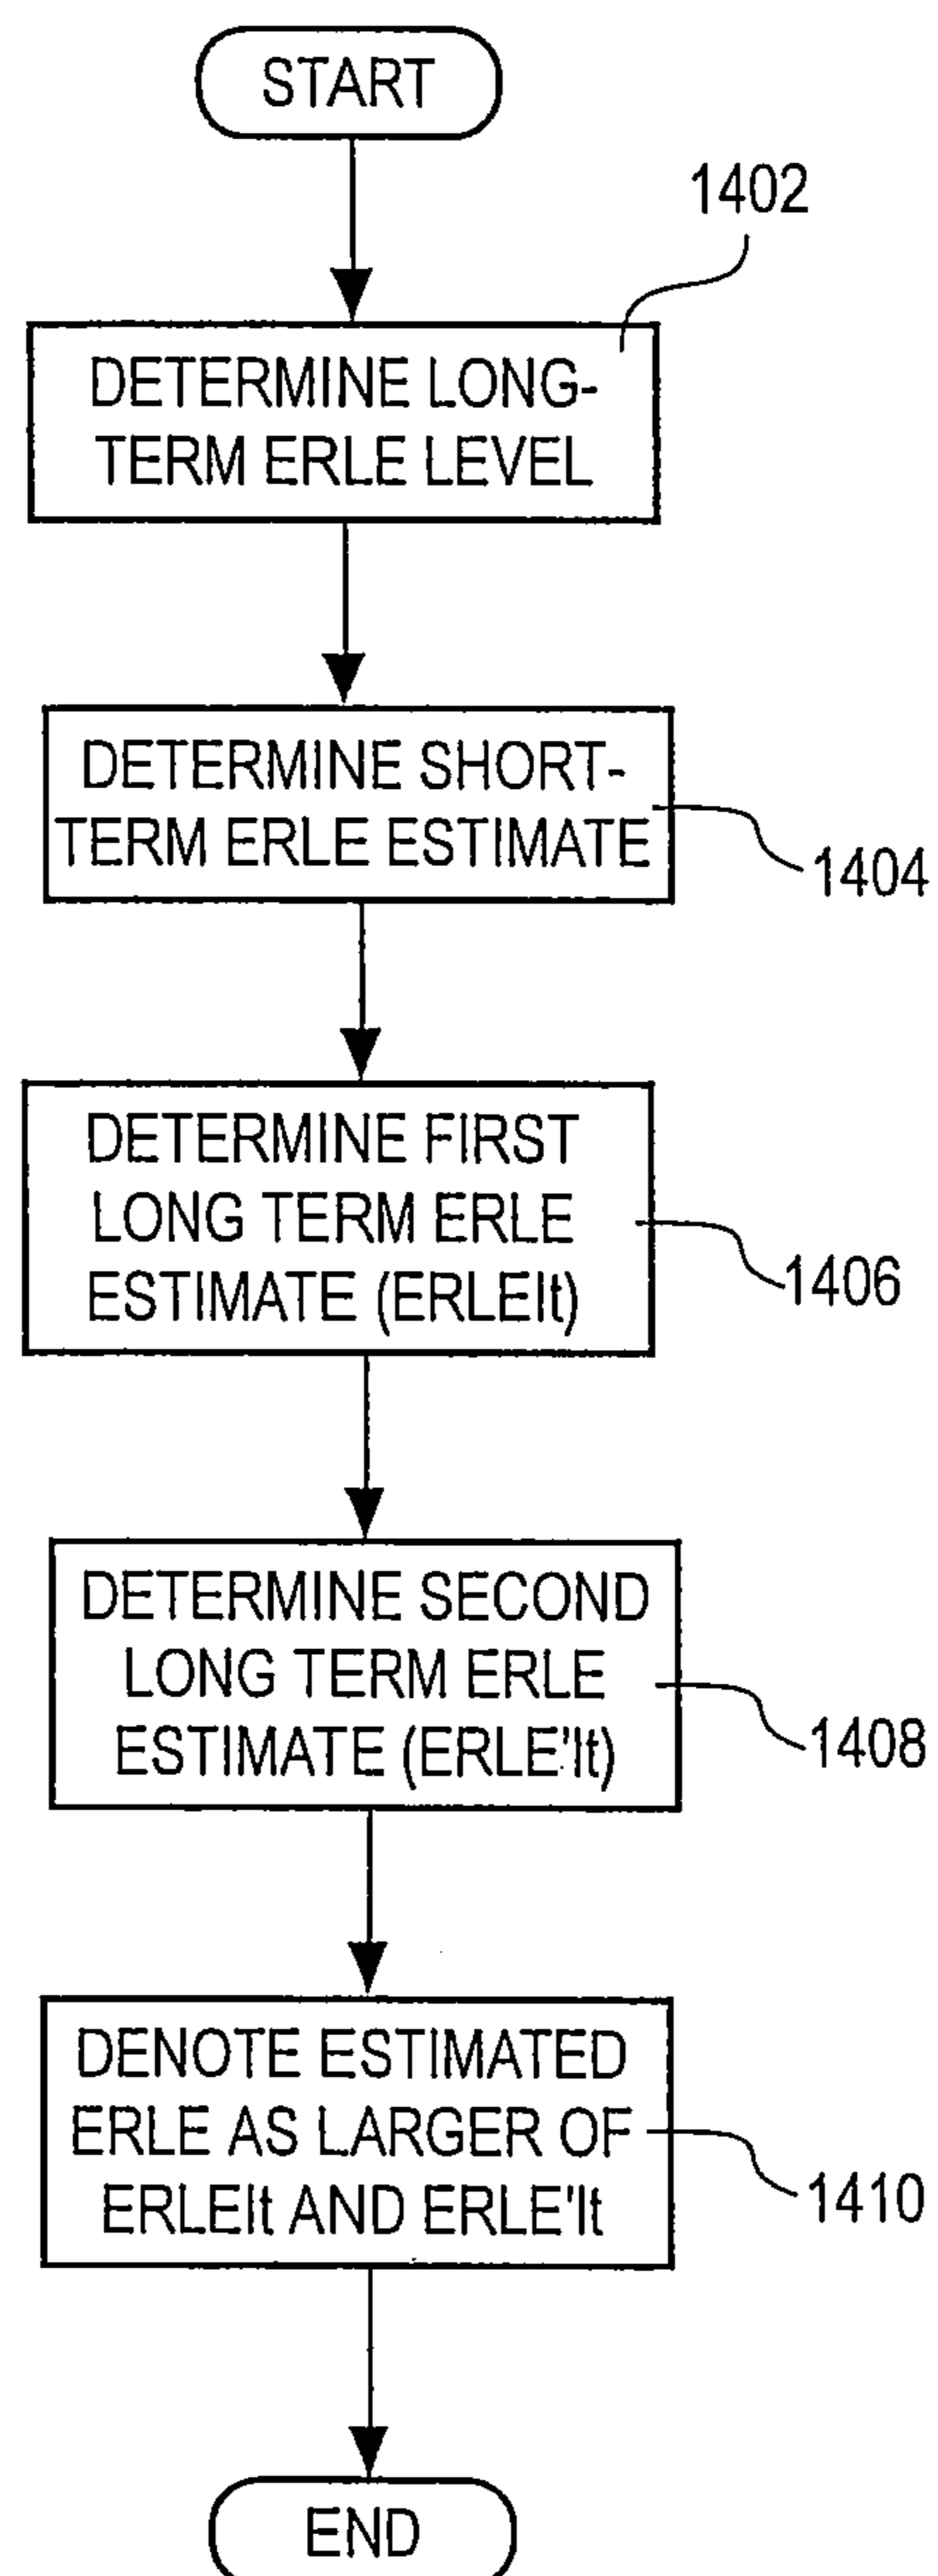 START
1402
DETERMINE LONG-
TERM ERLE LEVEL
DETERMINE SHORT-
TERM ERLE ESTIMATE
1404
DETERMINE FIRST
LONG TERM ERLE
ESTIMATE (ERLElt)
1406
DETERMINE SECOND
LONG TERM ERLE
ESTIMATE (ERLE'lt)
1408
DENOTE ESTIMATED
ERLE AS LARGER OF
ERLElt AND ERLE'lt
1410
END